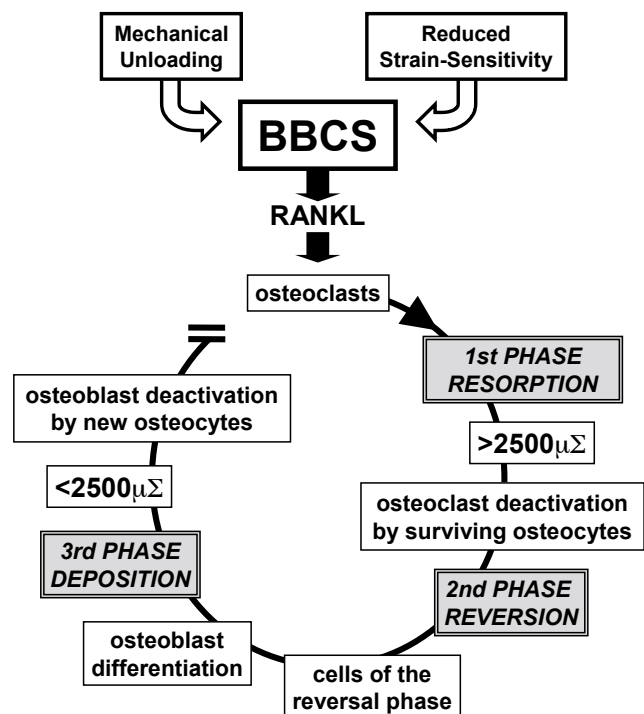 Mechanical
Unloading
Reduced
Strain-Sensitivity
BBCS
RANKL
osteoclasts
1st PHASE
RESORPTION
>2500μΣ
osteoclast deactivation
by surviving osteocytes
2nd PHASE
REVERSION
cells of the
reversal phase
osteoblast
differentiation
3rd PHASE
DEPOSITION
<2500μΣ
osteoblast deactivation
by new osteocytes